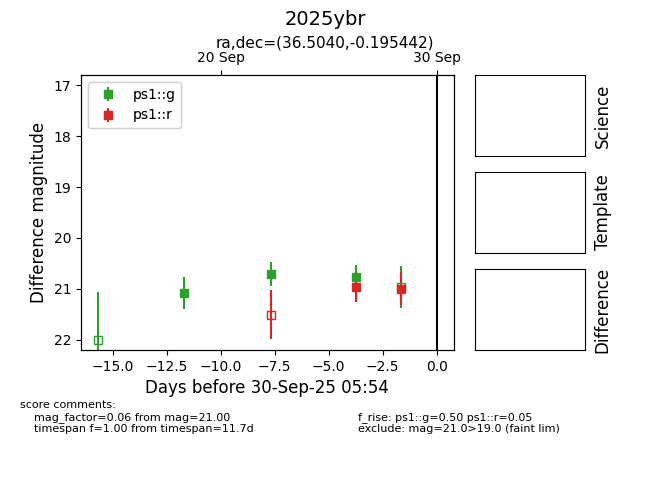 2025ybr
ra,dec=(36.5040,-0.195442)
20 Sep
30 Sep
ps1::g
ps1::r
17
18
19
20
21
22
Difference magnitude
−15.0
−12.5
−10.0
−7.5
−5.0
−2.5
0.0
Days before 30-Sep-25 05:54
Science
Template
Difference
score comments:
mag_factor=0.06 from mag=21.00
timespan f=1.00 from timespan=11.7d
f_rise: ps1::g=0.50 ps1::r=0.05
exclude: mag=21.0>19.0 (faint lim)